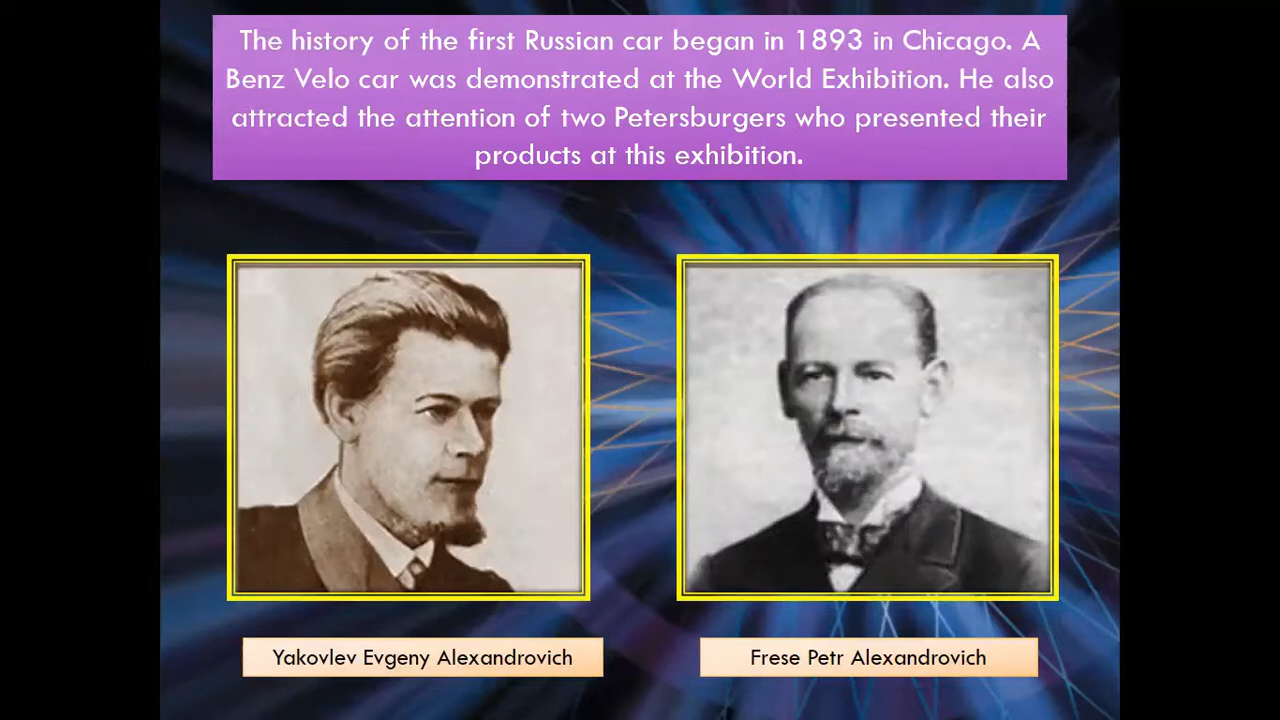 The history of the first Russian car began in 1893 in Chicago. A
Benz Velo car was demonstrated at the World Exhibition. He also
attracted the attention of two Petersburgers who presented their
products at this exhibition.
Yakovlev Evgeny Alexandrovich
Frese Petr Alexandrovich